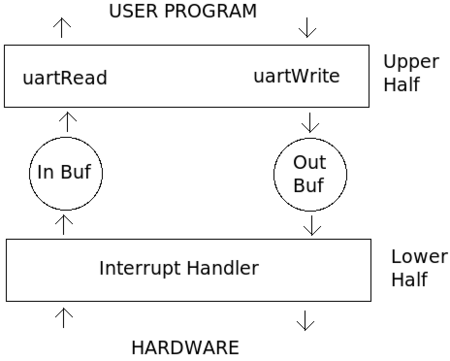 USER PROGRAM
uartRead
uartWrite
Upper
Half
In Buf
Out
Buf
Interrupt Handler
Lower
Half
HARDWARE